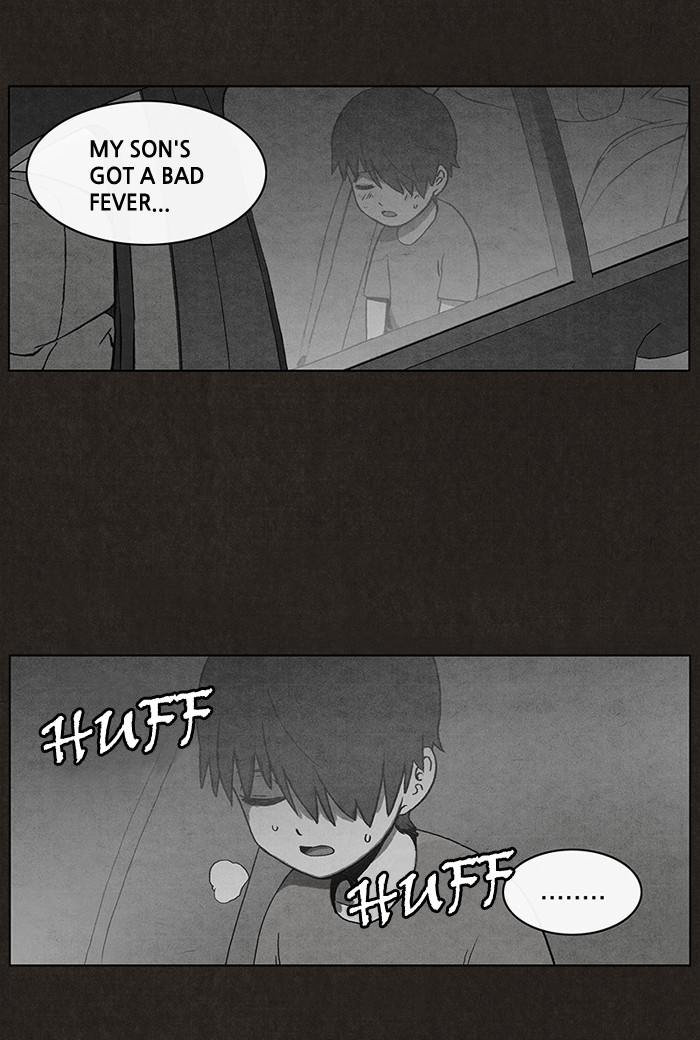 MY SON'S
GOT A BAD
FEVER...
HUFF
HUFF
........